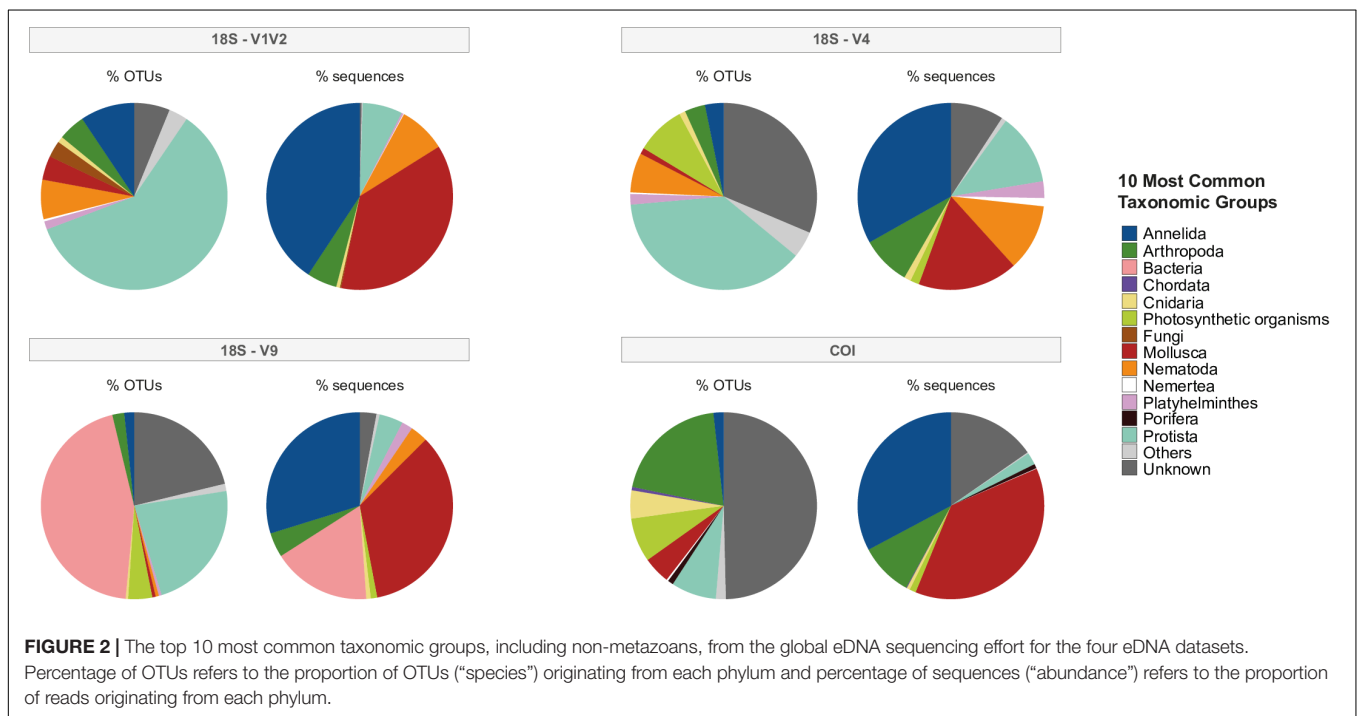 18S - V1V2
% OTUs
% sequences
18S - V4
% OTUs
% sequences
18S - V9
% OTUs
% sequences
COI
% OTUs
% sequences
10 Most Common
Taxonomic Groups
Annelida
Arthropoda
Bacteria
Chordata
Cnidaria
Photosynthetic organisms
Fungi
Mollusca
Nematoda
Nemertea
Platyhelminthes
Porifera
Protista
Others
Unknown
FIGURE 2 | The top 10 most common taxonomic groups, including non-metazoans, from the global eDNA sequencing effort for the four eDNA datasets.
Percentage of OTUs refers to the proportion of OTUs (“species”) originating from each phylum and percentage of sequences (“abundance”) refers to the proportion
of reads originating from each phylum.